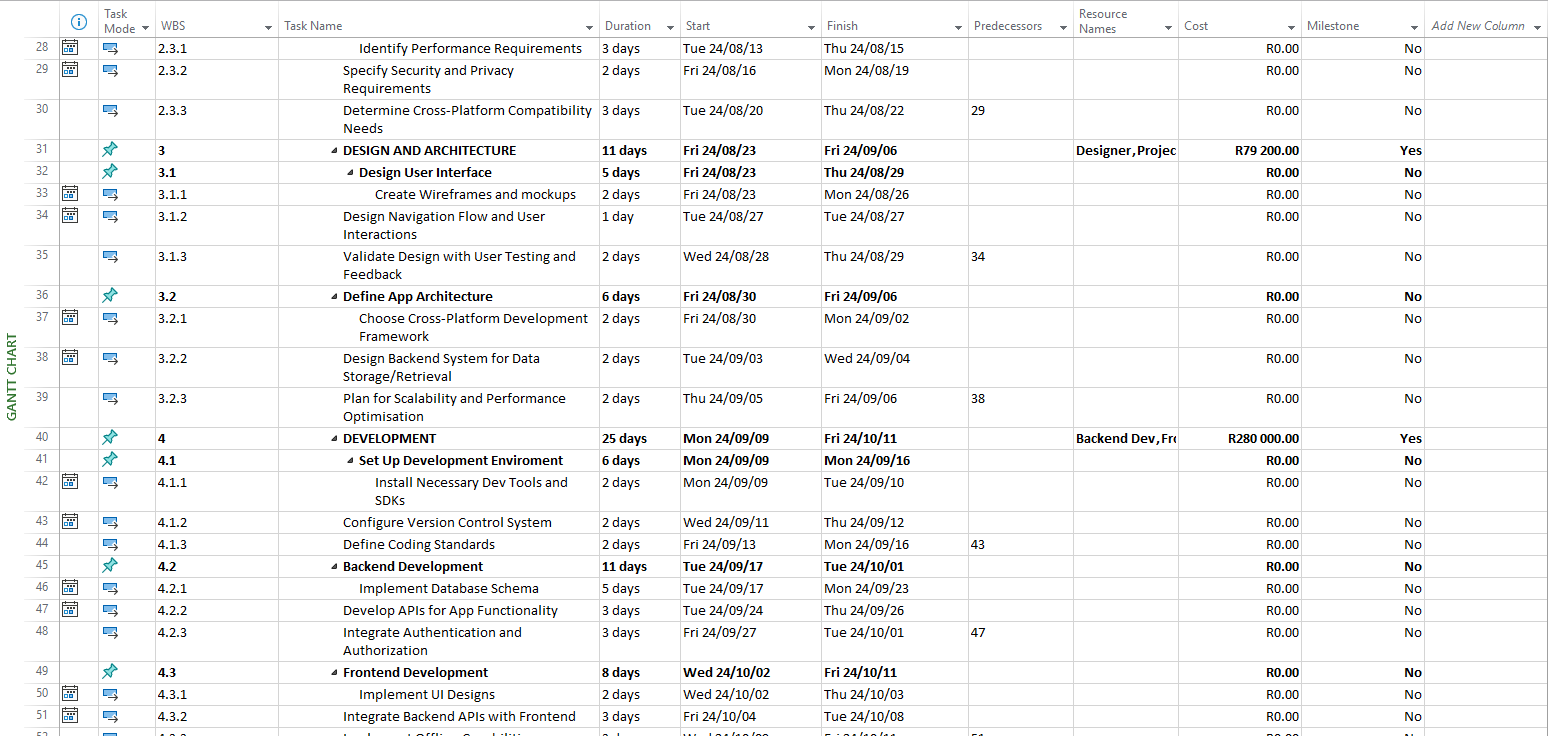 Task Mode WBS Task Name Duration Start Finish Predecessors Resource Names Cost Milestone Add New Column
28 2.3.1 Identify Performance Requirements 3 days Tue 24/08/13 Thu 24/08/15 R0.00 No
29 2.3.2 Specify Security and Privacy Requirements 2 days Fri 24/08/16 Mon 24/08/19 R0.00 No
30 2.3.3 Determine Cross-Platform Compatibility Needs 3 days Tue 24/08/20 Thu 24/08/22 29 R0.00 No
31 3 DESIGN AND ARCHITECTURE 11 days Fri 24/08/23 Fri 24/09/06 Designer,Projec R79 200.00 Yes
32 3.1 Design User Interface 5 days Fri 24/08/23 Thu 24/08/29 R0.00 No
33 3.1.1 Create Wireframes and mockups 2 days Fri 24/08/23 Mon 24/08/26 R0.00 No
34 3.1.2 Design Navigation Flow and User Interactions 1 day Tue 24/08/27 Tue 24/08/27 R0.00 No
35 3.1.3 Validate Design with User Testing and Feedback 2 days Wed 24/08/28 Thu 24/08/29 34 R0.00 No
36 3.2 Define App Architecture 6 days Fri 24/08/30 Fri 24/09/06 R0.00 No
37 3.2.1 Choose Cross-Platform Development Framework 2 days Fri 24/08/30 Mon 24/09/02 R0.00 No
38 3.2.2 Design Backend System for Data Storage/Retrieval 2 days Tue 24/09/03 Wed 24/09/04 R0.00 No
39 3.2.3 Plan for Scalability and Performance Optimisation 2 days Thu 24/09/05 Fri 24/09/06 38 R0.00 No
40 4 DEVELOPMENT 25 days Mon 24/09/09 Fri 24/10/11 Backend Dev,Fr R280 000.00 Yes
41 4.1 Set Up Development Enviroment 6 days Mon 24/09/09 Mon 24/09/16 R0.00 No
42 4.1.1 Install Necessary Dev Tools and SDKs 2 days Mon 24/09/09 Tue 24/09/10 R0.00 No
43 4.1.2 Configure Version Control System 2 days Wed 24/09/11 Thu 24/09/12 R0.00 No
44 4.1.3 Define Coding Standards 2 days Fri 24/09/13 Mon 24/09/16 43 R0.00 No
45 4.2 Backend Development 11 days Tue 24/09/17 Tue 24/10/01 R0.00 No
46 4.2.1 Implement Database Schema 5 days Tue 24/09/17 Mon 24/09/23 R0.00 No
47 4.2.2 Develop APIs for App Functionality 3 days Tue 24/09/24 Thu 24/09/26 R0.00 No
48 4.2.3 Integrate Authentication and Authorization 3 days Fri 24/09/27 Tue 24/10/01 47 R0.00 No
49 4.3 Frontend Development 8 days Wed 24/10/02 Fri 24/10/11 R0.00 No
50 4.3.1 Implement UI Designs 2 days Wed 24/10/02 Thu 24/10/03 R0.00 No
51 4.3.2 Integrate Backend APIs with Frontend 3 days Fri 24/10/04 Tue 24/10/08 R0.00 No
GANTT CHART